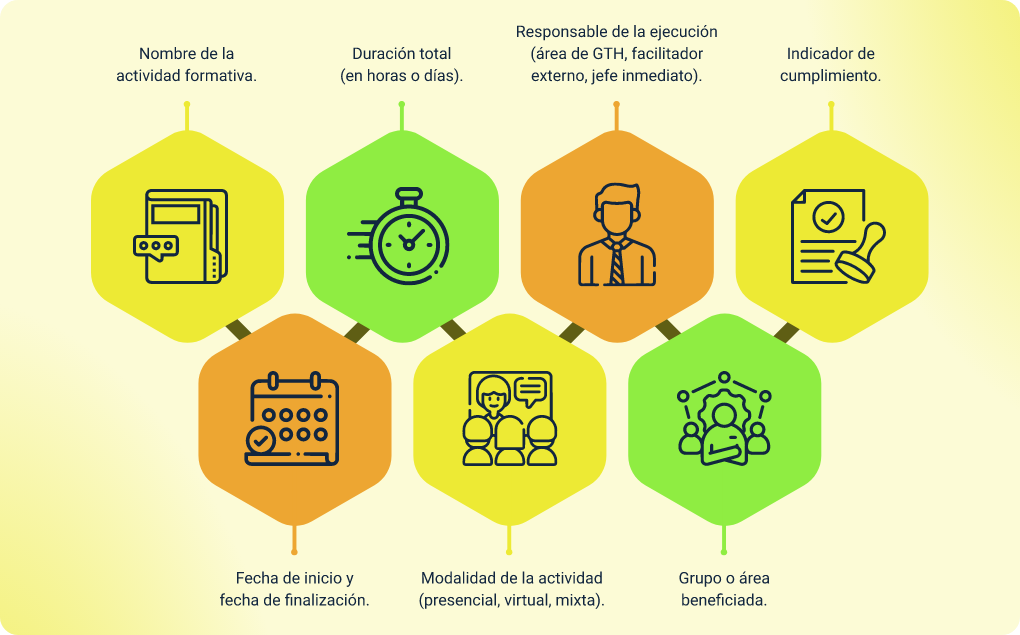 Nombre de la
actividad formativa.
Duración total
(en horas o días).
Responsable de la ejecución
(área de GTH, facilitador
externo, jefe inmediato).
Indicador de
cumplimiento.
Fecha de inicio y
fecha de finalización.
Modalidad de la actividad
(presencial, virtual, mixta).
Grupo o área
beneficiada.